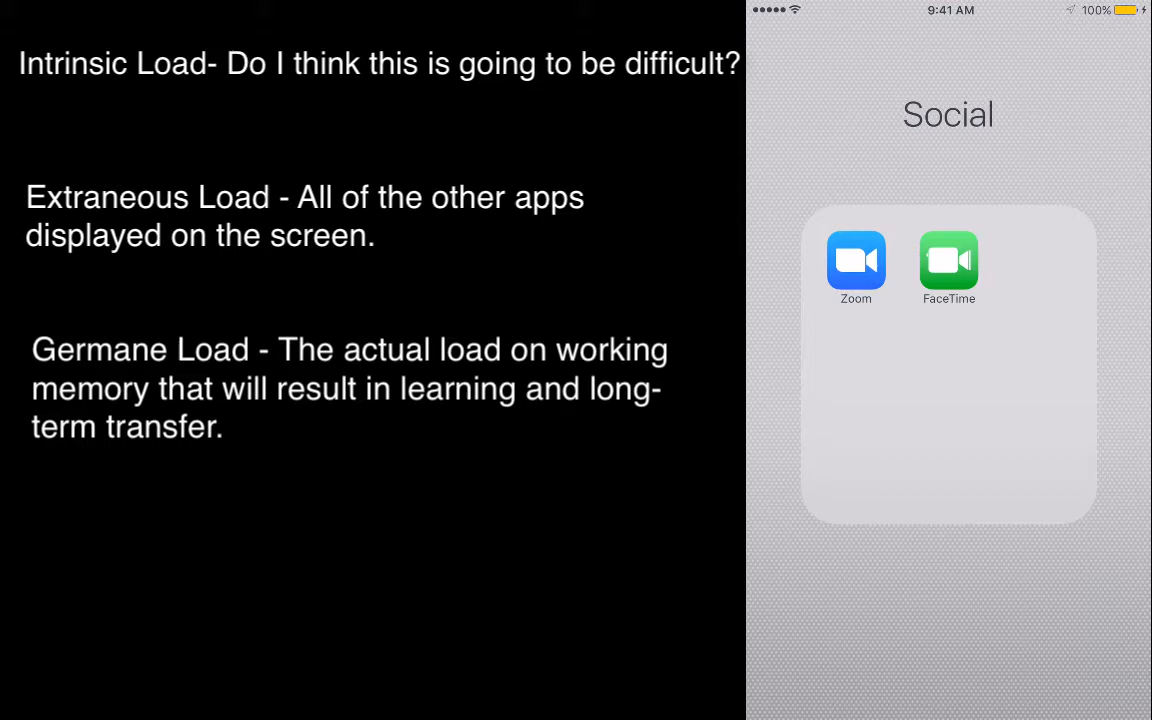 Intrinsic Load- Do I think this is going to be difficult?
Extraneous Load - All of the other apps
displayed on the screen.
Germane Load - The actual load on working
memory that will result in learning and long-
term transfer.
9:41 AM
100%
Social
Zoom
FaceTime